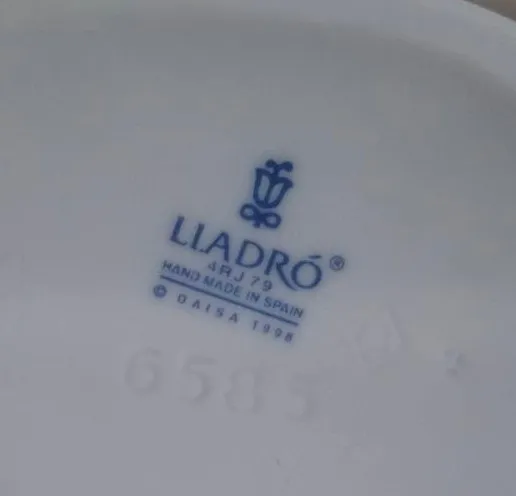 LLADRÓ®
4RJ79
HAND MADE IN SPAIN
© DAISA 1998
6585